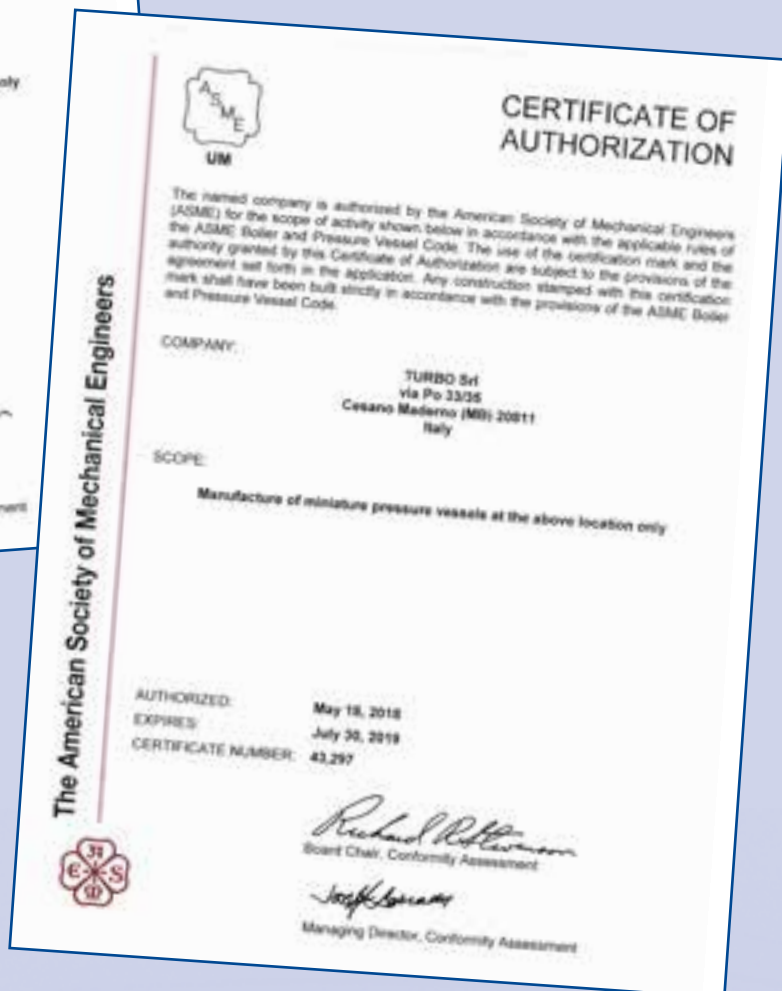 ASME
UM
CERTIFICATE OF
AUTHORIZATION
The named company is authorized by the American Society of Mechanical Engineers
(ASME) for the scope of activity shown below in accordance with the applicable rules of
the ASME Boiler and Pressure Vessel Code. The use of the certification mark and the
authority granted by this Certificate of Authorization are subject to the provisions of the
agreement set forth in the application. Any construction stamped with this certification
mark shall have been built strictly in accordance with the provisions of the ASME Boiler
and Pressure Vessel Code.
COMPANY:
TURBO Srl
via Po 33/35
Cesano Maderno (MB) 20811
Italy
SCOPE:
Manufacture of miniature pressure vessels at the above location only
AUTHORIZED: May 18, 2018
EXPIRES: July 30, 2019
CERTIFICATE NUMBER: 43,297
Board Chair, Conformity Assessment
Managing Director, Conformity Assessment
The American Society of Mechanical Engineers